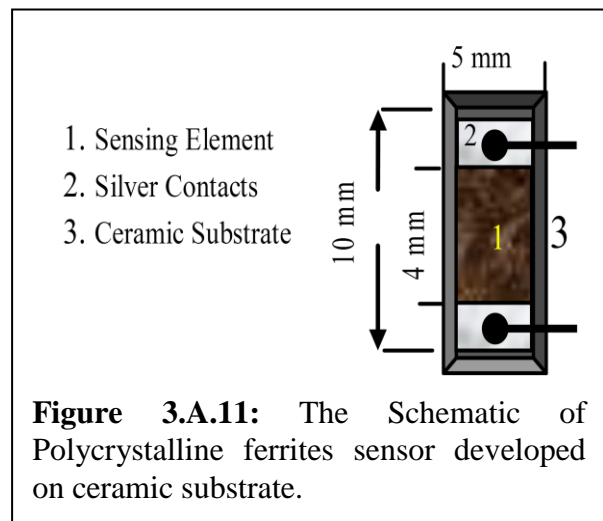 5 mm
1. Sensing Element
2. Silver Contacts
3. Ceramic Substrate
10 mm
4 mm
2
1
3
Figure 3.A.11: The Schematic of
Polycrystalline ferrites sensor developed
on ceramic substrate.